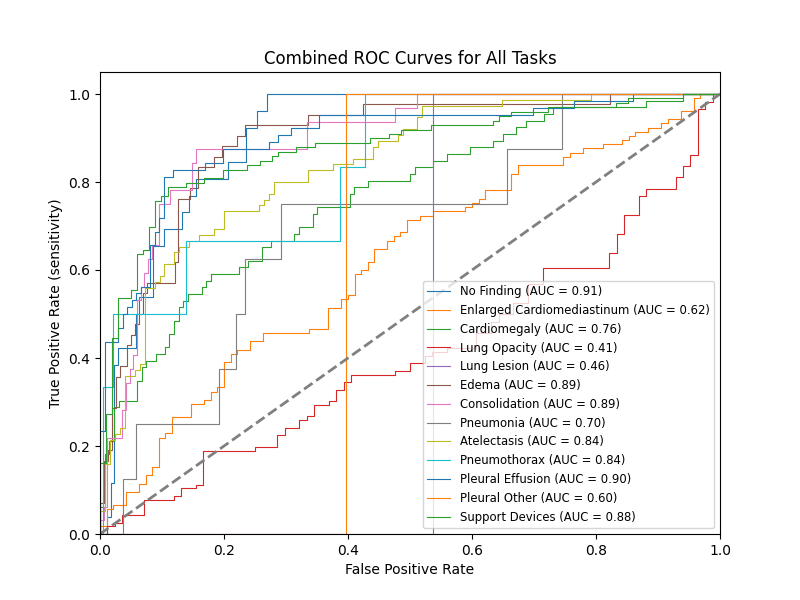 Combined ROC Curves for All Tasks
True Positive Rate (sensitivity)
1.0
0.8
0.6
0.4
0.2
0.0
No Finding (AUC = 0.91)
Enlarged Cardiomediastinum (AUC = 0.62)
Cardiomegaly (AUC = 0.76)
Lung Opacity (AUC = 0.41)
Lung Lesion (AUC = 0.46)
Edema (AUC = 0.89)
Consolidation (AUC = 0.89)
Pneumonia (AUC = 0.70)
Atelectasis (AUC = 0.84)
Pneumothorax (AUC = 0.84)
Pleural Effusion (AUC = 0.90)
Pleural Other (AUC = 0.60)
Support Devices (AUC = 0.88)
0.0 0.2 0.4 0.6 0.8 1.0
False Positive Rate